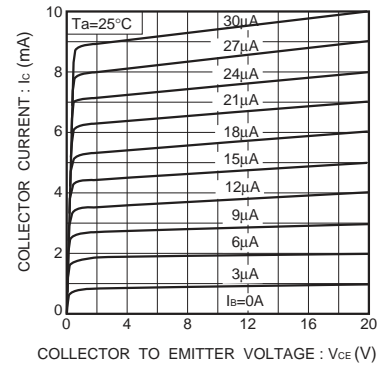 10
Ta=25°C
30µA
27µA
8
24µA
21µA
6
18µA
15µA
4
12µA
9µA
2
6µA
3µA
IB=0A
0
0 4 8 12 16 20
COLLECTOR CURRENT : IC (mA)
COLLECTOR TO EMITTER VOLTAGE : VCE (V)